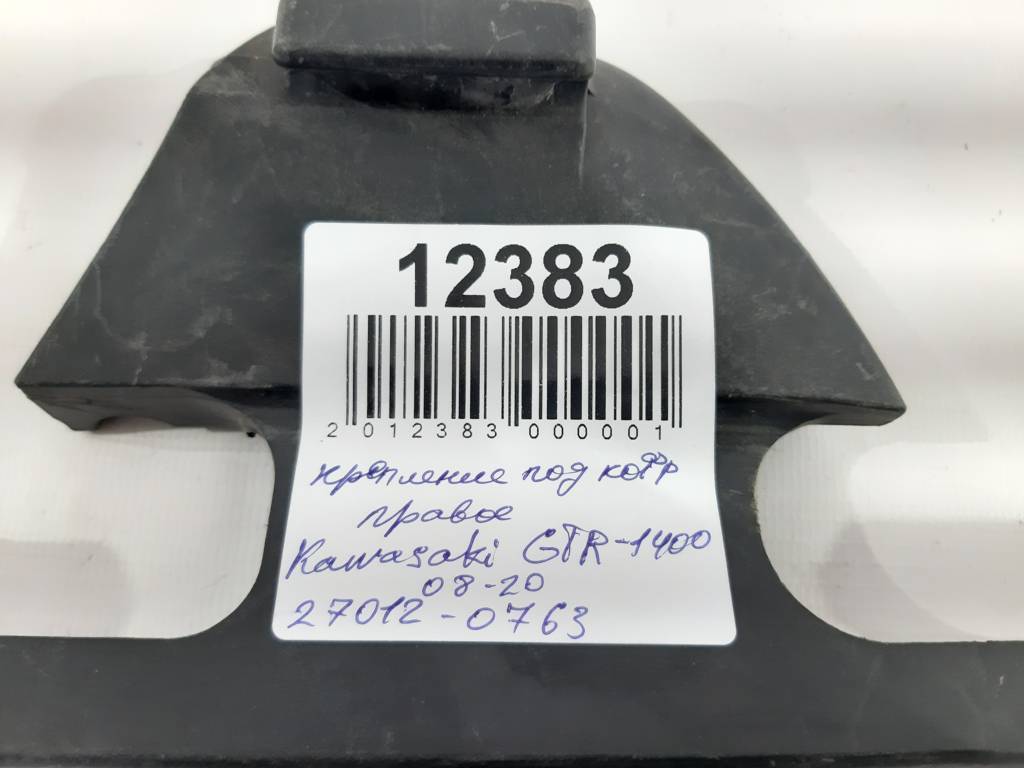 12383
2 012383 000001
крепление под кофр
правое
Kawasaki GTR-1400
08-20
27012-0763